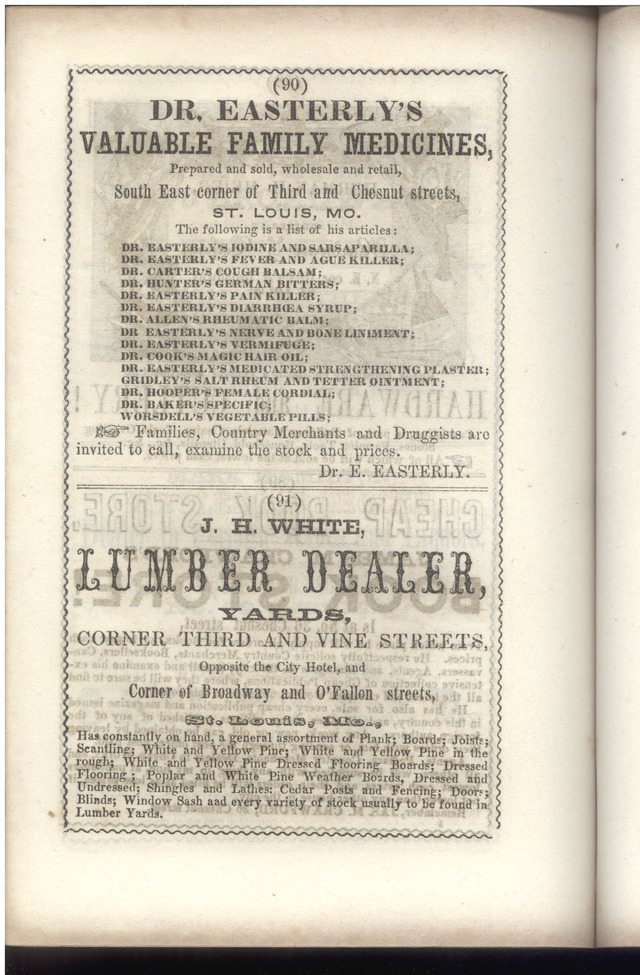 (90)
DR. EASTERLY'S
VALUABLE FAMILY MEDICINES,
Prepared and sold, wholesale and retail,
South East corner of Third and Chesnut streets,
ST. LOUIS, MO.
The following is a list of his articles:
DR. EASTERLY'S IODINE AND SARSAPARILLA;
DR. EASTERLY'S FEVER AND AGUE KILLER;
DR. CARTER'S COUGH BALSAM;
DR. HUNTER'S GERMAN BITTERS;
DR. EASTERLY'S PAIN KILLER;
DR. EASTERLY'S DIARRHŒA SYRUP;
DR. ALLEN'S RHEUMATIC BALM;
DR EASTERLY'S NERVE AND BONE LINIMENT;
DR. EASTERLY'S VERMIFUGE;
DR. COOK'S MAGIC HAIR OIL;
DR. EASTERLY'S MEDICATED STRENGTHENING PLASTER;
GRIDLEY'S SALT RHEUM AND TETTER OINTMENT;
DR. HOOPER'S FEMALE CORDIAL;
DR. BAKER'S SPECIFIC;
WORSDELL'S VEGETABLE PILLS;
☞ Families, Country Merchants and Druggists are
invited to call, examine the stock and prices.
Dr. E. EASTERLY.
(91)
J. H. WHITE,
LUMBER DEALER,
YARDS,
CORNER THIRD AND VINE STREETS,
Opposite the City Hotel, and
Corner of Broadway and O'Fallon streets,
St. Louis, Mo.,
Has constantly on hand, a general assortment of Plank; Boards; Joists;
Scantling; White and Yellow Pine; White and Yellow Pine in the
rough; White and Yellow Pine Dressed Flooring Boards; Dressed
Flooring; Poplar and White Pine Weather Boards, Dressed and
Undressed; Shingles and Lathes: Cedar Posts and Fencing; Doors;
Blinds; Window Sash aad every variety of stock usually to be found in
Lumber Yards.